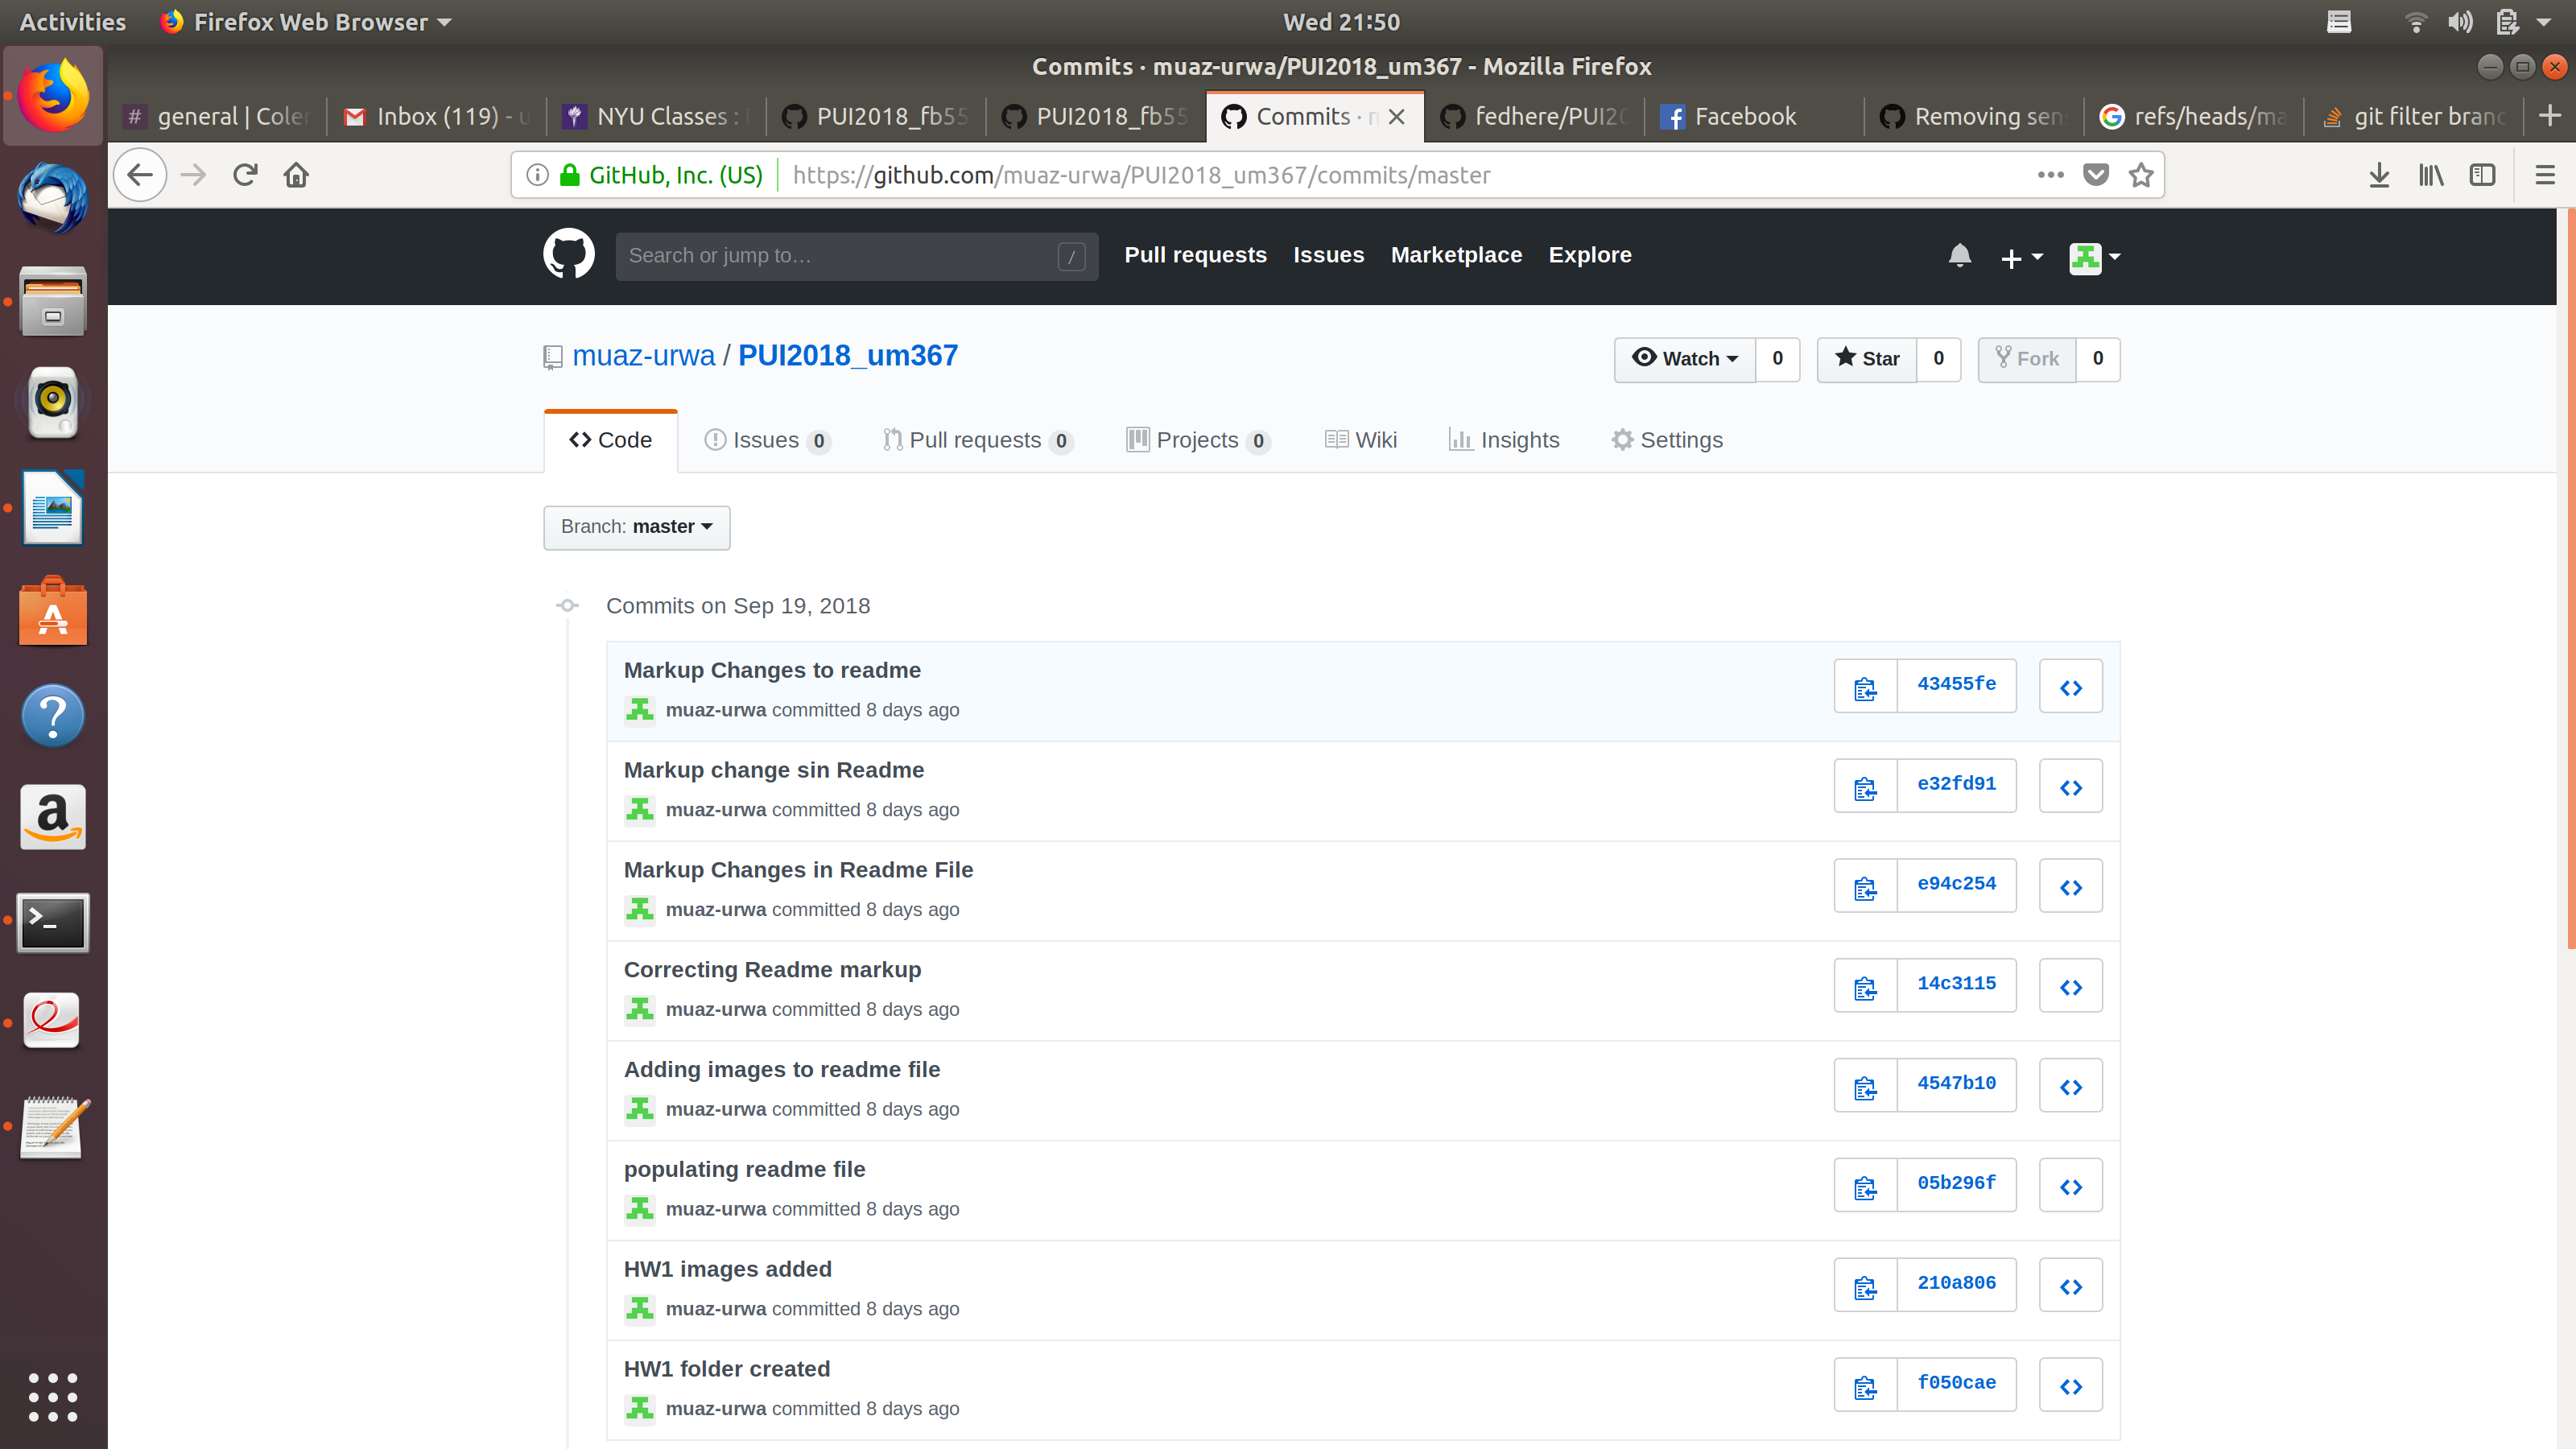 Activities Firefox Web Browser Wed 21:50
Commits · muaz-urwa/PUI2018_um367 - Mozilla Firefox
# general | Coler Inbox (119) - u NYU Classes : PUI2018_fb55 PUI2018_fb55 Commits · m fedhere/PUI20 Facebook Removing sen refs/heads/ma git filter branc
GitHub, Inc. (US) https://github.com/muaz-urwa/PUI2018_um367/commits/master
Search or jump to… / Pull requests Issues Marketplace Explore
muaz-urwa / PUI2018_um367 Watch 0 Star 0 Fork 0
Code Issues 0 Pull requests 0 Projects 0 Wiki Insights Settings
Branch: master
Commits on Sep 19, 2018
Markup Changes to readme
muaz-urwa committed 8 days ago
43455fe
Markup change sin Readme
muaz-urwa committed 8 days ago
e32fd91
Markup Changes in Readme File
muaz-urwa committed 8 days ago
e94c254
Correcting Readme markup
muaz-urwa committed 8 days ago
14c3115
Adding images to readme file
muaz-urwa committed 8 days ago
4547b10
populating readme file
muaz-urwa committed 8 days ago
05b296f
HW1 images added
muaz-urwa committed 8 days ago
210a806
HW1 folder created
muaz-urwa committed 8 days ago
f050cae